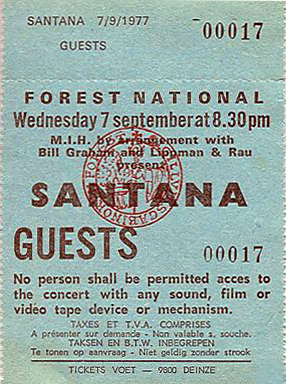 SANTANA 7/9/1977
00017
GUESTS
FOREST NATIONAL
Wednesday 7 september at 8.30 pm
M.I.H. by arrangement with
Bill Graham and Lippman & Rau
present
SANTANA
GUESTS
00017
No person shall be permitted acces to
the concert with any sound, film or
video tape device or mechanism.
TAXES ET T.V.A. COMPRISES
A présenter sur demande - Non valable s. souche.
TAKSEN EN B.T.W. INBEGREPEN
Te tonen op aanvraag - Niet geldig zonder strook
TICKETS VOET — 9800 DEINZE